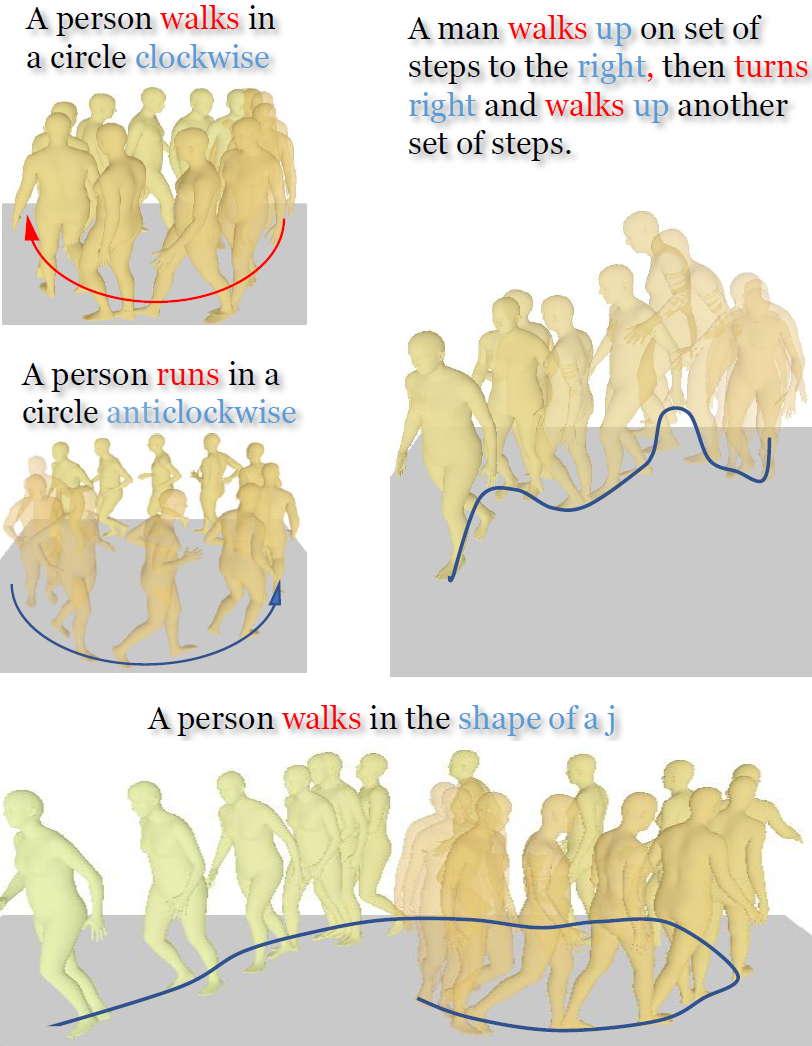 A person walks in
a circle clockwise
A man walks up on set of
steps to the right, then turns
right and walks up another
set of steps.
A person runs in a
circle anticlockwise
A person walks in the shape of a j